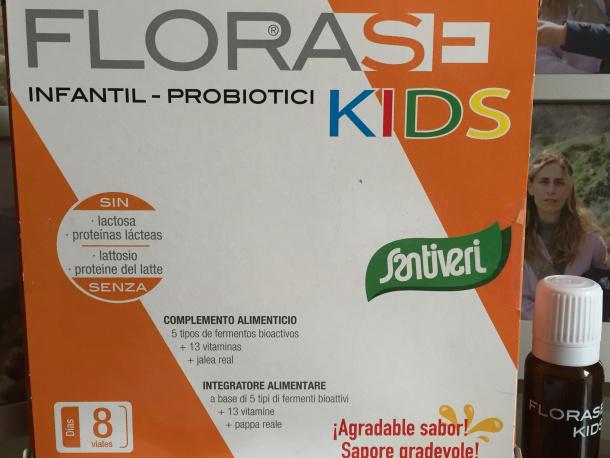 FLORASE
®
INFANTIL - PROBIOTICI
KIDS
SIN
· lactosa
· proteínas lácteas
· lattosio
· proteine del latte
SENZA
Santiveri
COMPLEMENTO ALIMENTICIO
5 tipos de fermentos bioactivos
+ 13 vitaminas
+ jalea real
INTEGRATORE ALIMENTARE
a base di 5 tipi di fermenti bioattivi
+ 13 vitamine
+ pappa reale
Días
8
viales
¡Agradable sabor!
Sapore gradevole!
FLORASE
KIDS